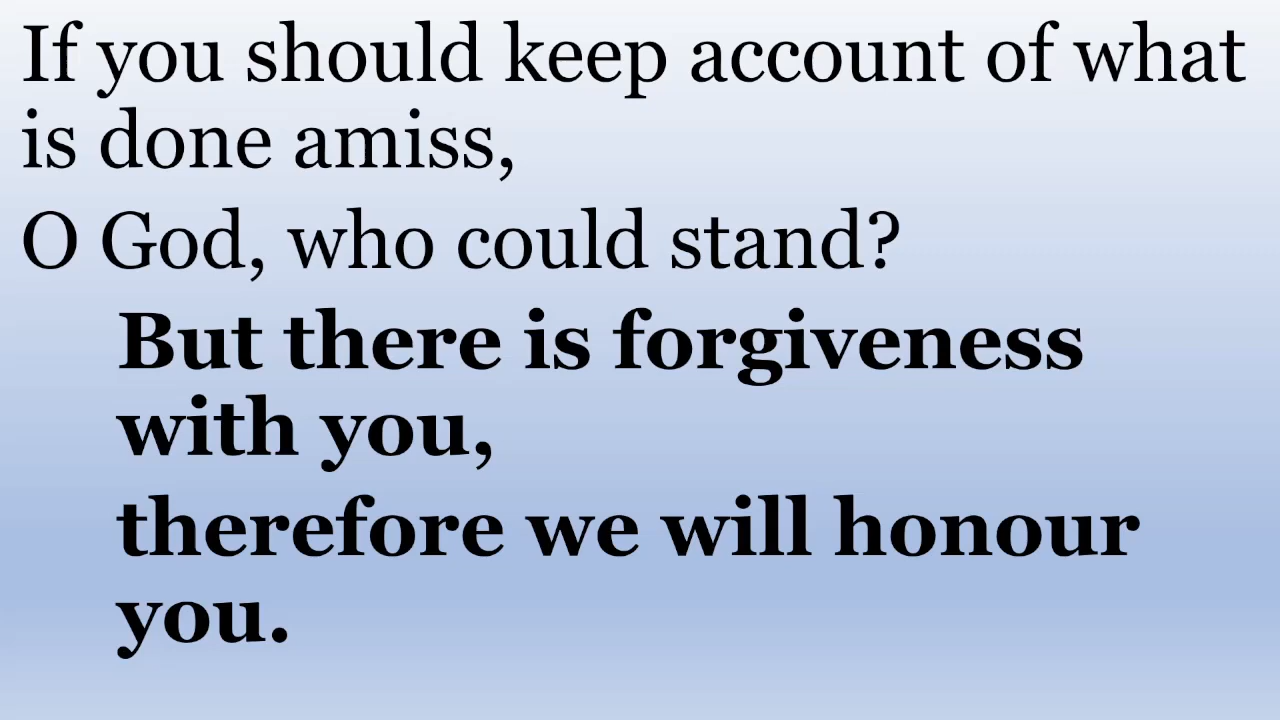 If you should keep account of what
is done amiss,
O God, who could stand?
But there is forgiveness
with you,
therefore we will honour
you.